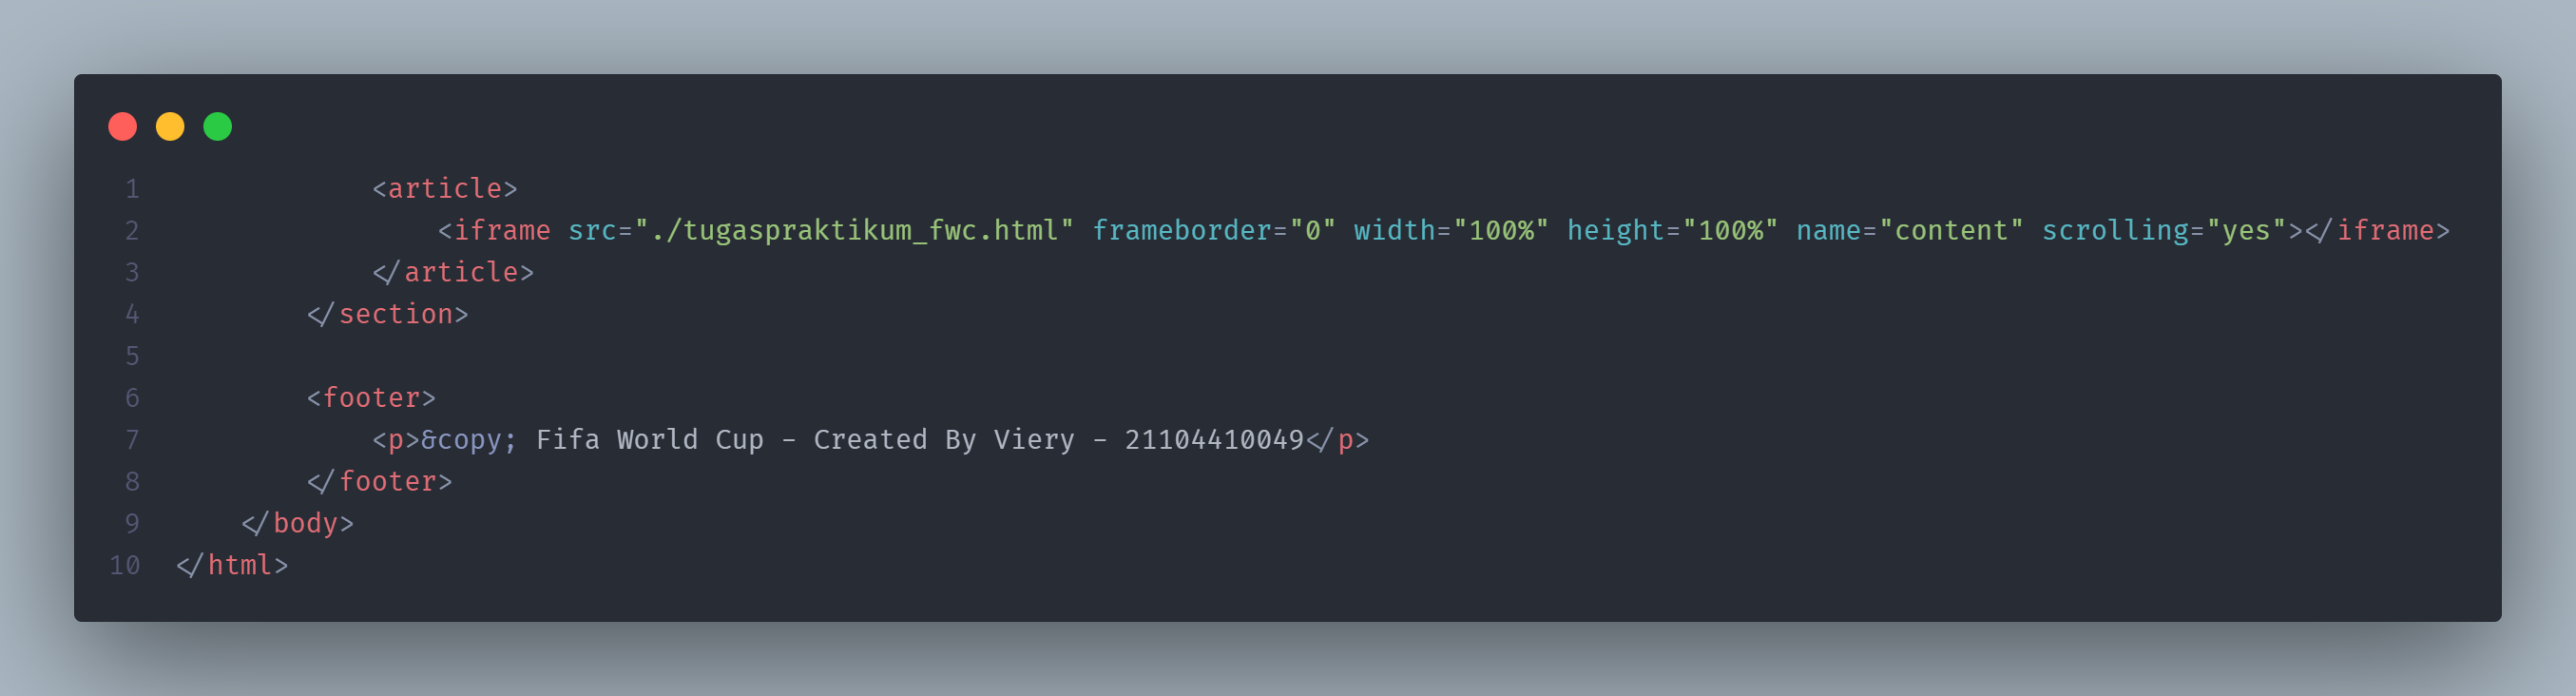 1 <article>
2 <iframe src="./tugaspraktikum_fwc.html" frameborder="0" width="100%" height="100%" name="content" scrolling="yes"></iframe>
3 </article>
4 </section>
5
6 <footer>
7 <p>&copy; Fifa World Cup - Created By Viery - 21104410049</p>
8 </footer>
9 </body>
10 </html>